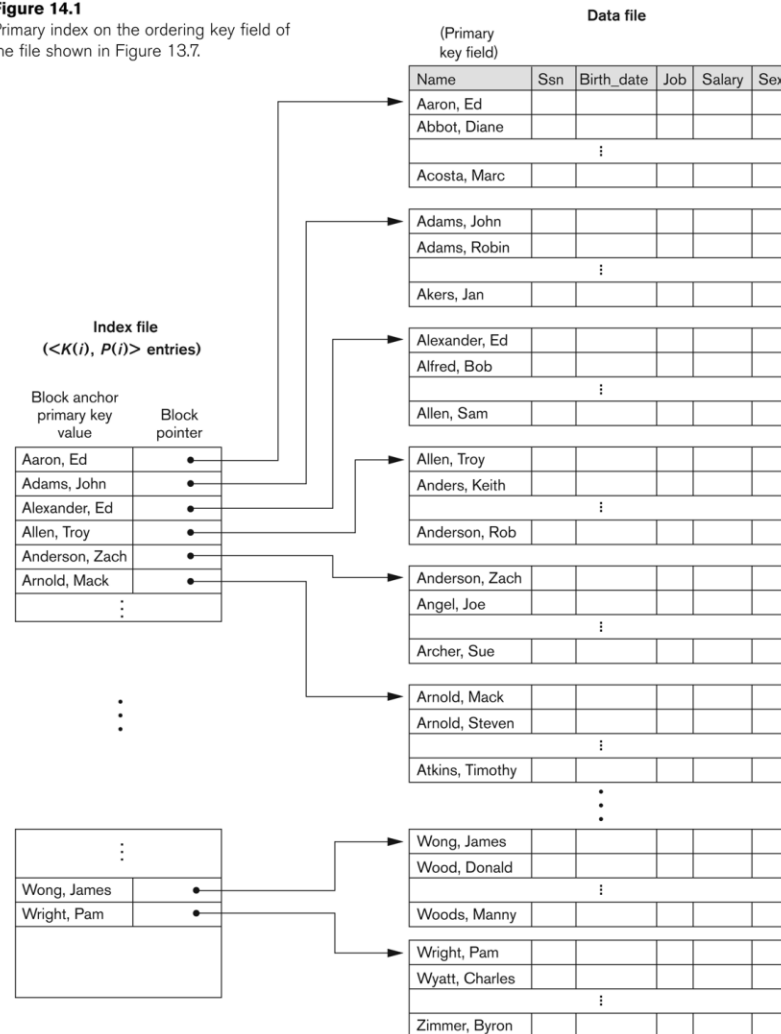 Figure 14.1
Primary index on the ordering key field of
the file shown in Figure 13.7.
Data file
(Primary
key field)
Name Ssn Birth_date Job Salary Sex
Aaron, Ed
Abbot, Diane
Acosta, Marc
Adams, John
Adams, Robin
Akers, Jan
Alexander, Ed
Alfred, Bob
Allen, Sam
Allen, Troy
Anders, Keith
Anderson, Rob
Anderson, Zach
Angel, Joe
Archer, Sue
Arnold, Mack
Arnold, Steven
Atkins, Timothy
Wong, James
Wood, Donald
Woods, Manny
Wright, Pam
Wyatt, Charles
Zimmer, Byron
Index file
(<K(i), P(i)> entries)
Block anchor
primary key
value
Block
pointer
Aaron, Ed
Adams, John
Alexander, Ed
Allen, Troy
Anderson, Zach
Arnold, Mack
Wong, James
Wright, Pam